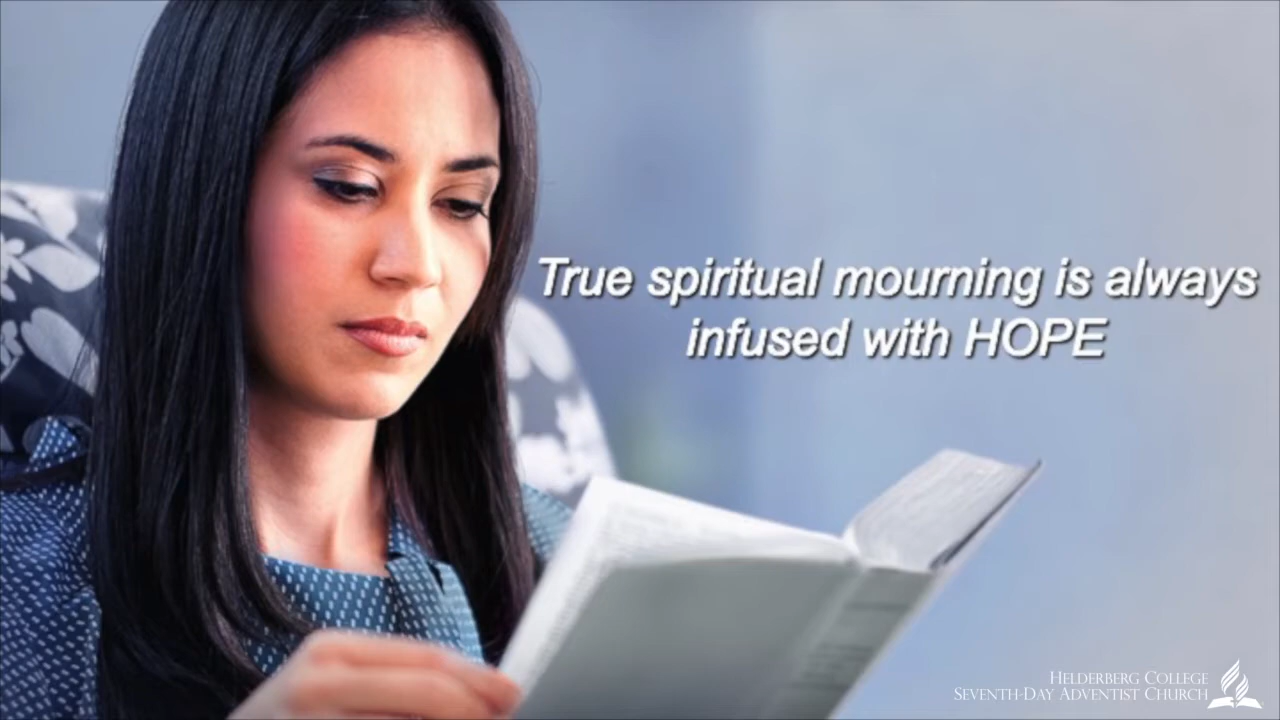 True spiritual mourning is always
infused with HOPE
HELDERBERG COLLEGE
SEVENTH-DAY ADVENTIST CHURCH